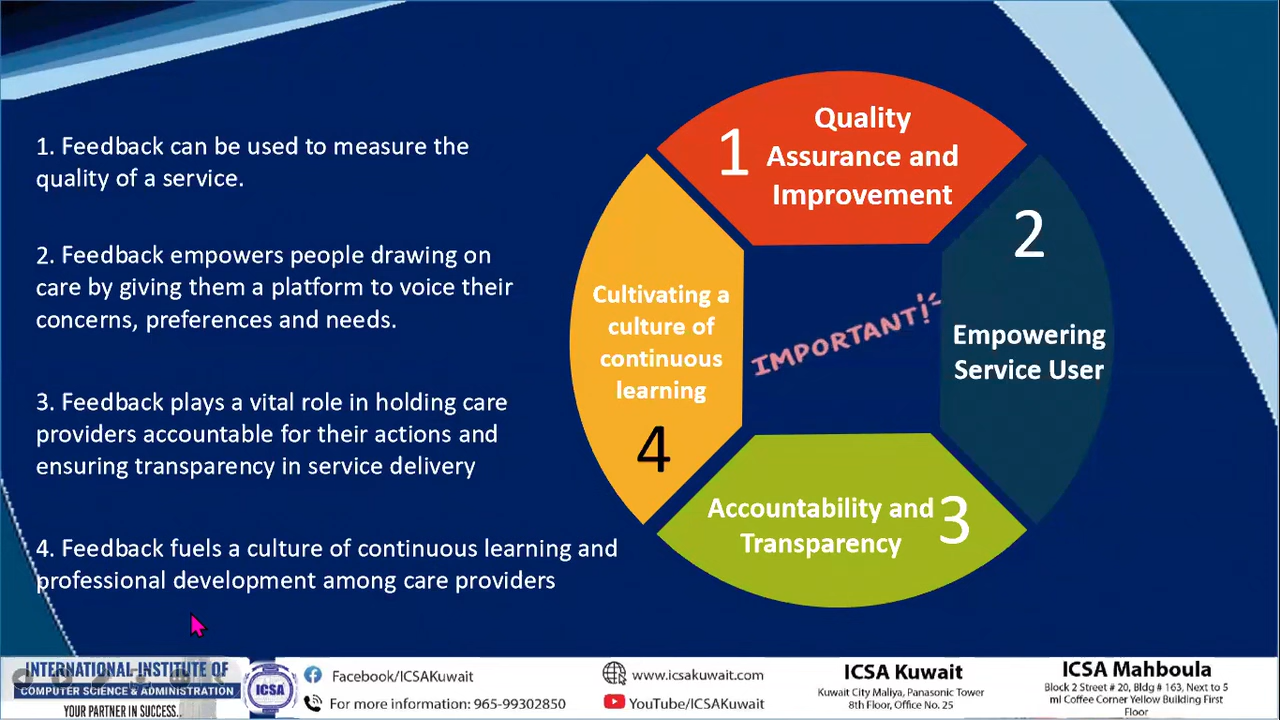 1. Feedback can be used to measure the
quality of a service.
2. Feedback empowers people drawing on
care by giving them a platform to voice their
concerns, preferences and needs.
3. Feedback plays a vital role in holding care
providers accountable for their actions and
ensuring transparency in service delivery
4. Feedback fuels a culture of continuous learning and
professional development among care providers
1
Quality
Assurance and
Improvement
2
Empowering
Service User
Accountability and
Transparency
3
Cultivating a
culture of
continuous
learning
4
IMPORTANT!
INTERNATIONAL-INSTITUTE OF
COMPUTER SCIENCE & ADMINISTRATION
YOUR PARTNER IN SUCCESS..
ICSA
Facebook/ICSAKuwait
For more information: 965-99302850
www.icsakuwait.com
YouTube/ICSAKuwait
ICSA Kuwait
Kuwait City Maliya, Panasonic Tower
8th Floor, Office No. 25
ICSA Mahboula
Block 2 Street # 20, Bldg # 163, Next to 5
ml Coffee Corner Yellow Building First
Floor